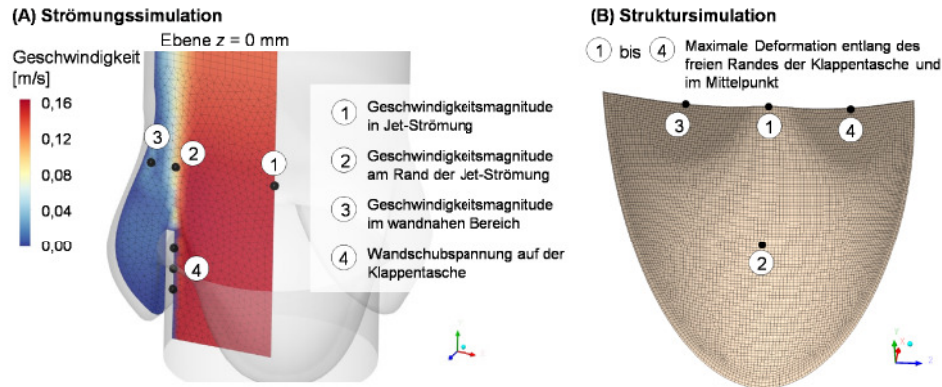 (A) Strömungssimulation
Ebene z = 0 mm
Geschwindigkeit
[m/s]
0,16
0,12
0,08
0,04
0,00
3
2
1
4
1 Geschwindigkeitsmagnitude
in Jet-Strömung
2 Geschwindigkeitsmagnitude
am Rand der Jet-Strömung
3 Geschwindigkeitsmagnitude
im wandnahen Bereich
4 Wandschubspannung auf der
Klappentasche
(B) Struktursimulation
1 bis 4 Maximale Deformation entlang des
freien Randes der Klappentasche und
im Mittelpunkt
3
1
4
2